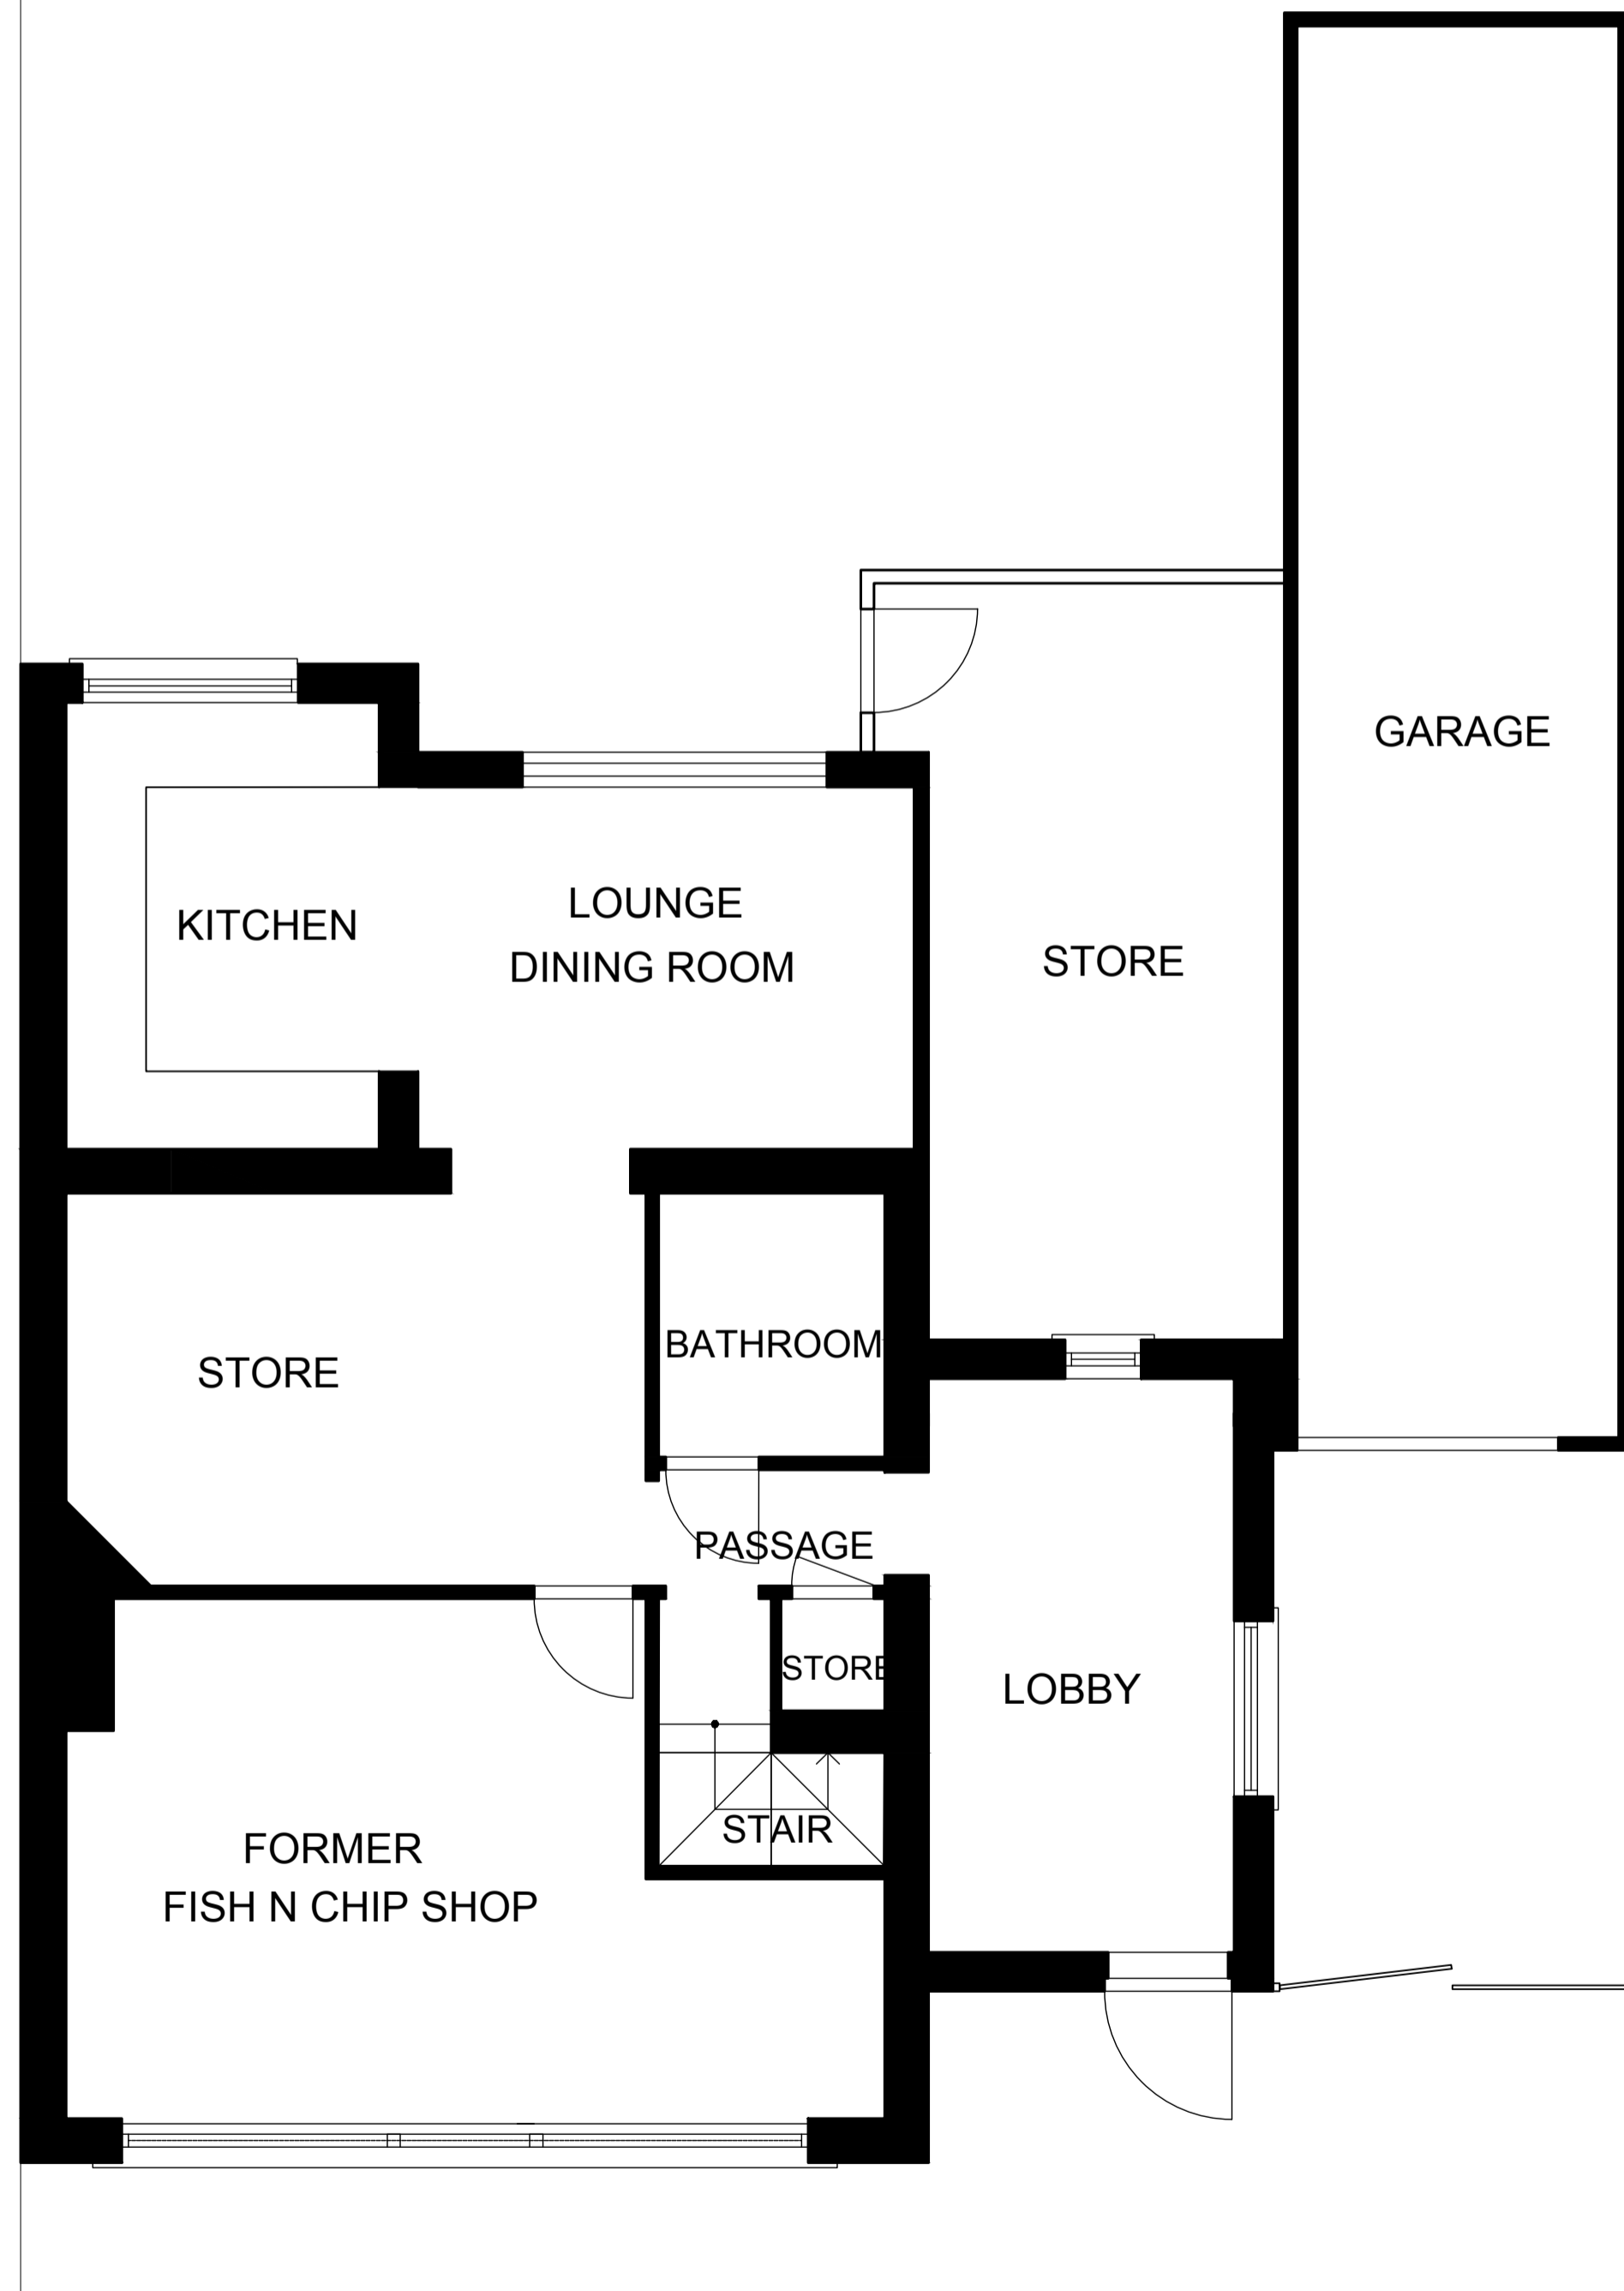 GARAGE
LOUNGE
DINING ROOM
KITCHEN
STORE
BATHROOM
STORE
PASSAGE
STORE
LOBBY
STAIR
FORMER
FISH N CHIP SHOP